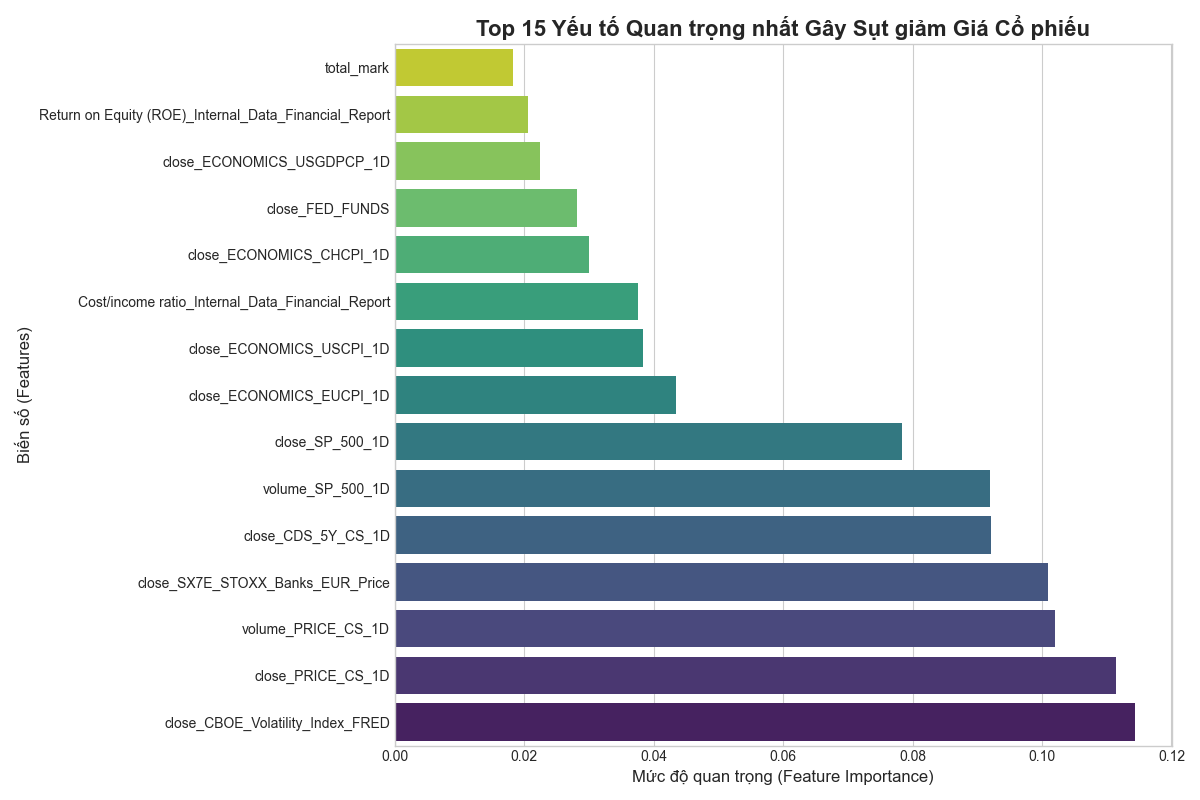 Top 15 Yếu tố Quan trọng nhất Gây Sụt giảm Giá Cổ phiếu
Biến số (Features)
total_mark
Return on Equity (ROE)_Internal_Data_Financial_Report
close_ECONOMICS_USGDPCP_1D
close_FED_FUNDS
close_ECONOMICS_CHCPI_1D
Cost/income ratio_Internal_Data_Financial_Report
close_ECONOMICS_USCPI_1D
close_ECONOMICS_EUCPI_1D
close_SP_500_1D
volume_SP_500_1D
close_CDS_5Y_CS_1D
close_SX7E_STOXX_Banks_EUR_Price
volume_PRICE_CS_1D
close_PRICE_CS_1D
close_CBOE_Volatility_Index_FRED
0.00 0.02 0.04 0.06 0.08 0.10 0.12
Mức độ quan trọng (Feature Importance)